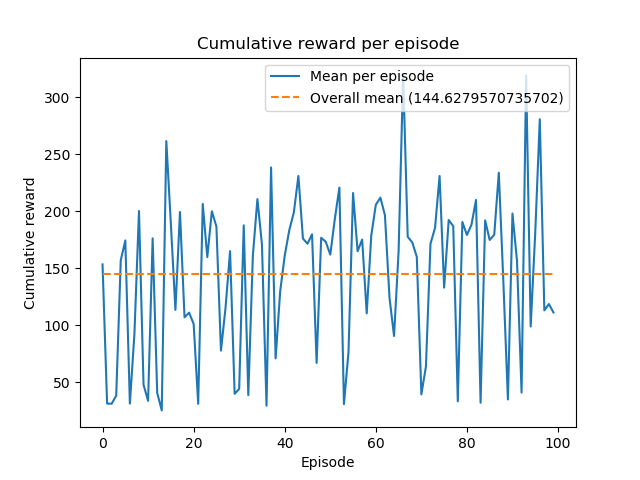 Cumulative reward per episode
Mean per episode
Overall mean (144.6279570735702)
Cumulative reward
300
250
200
150
100
50
0 20 40 60 80 100
Episode